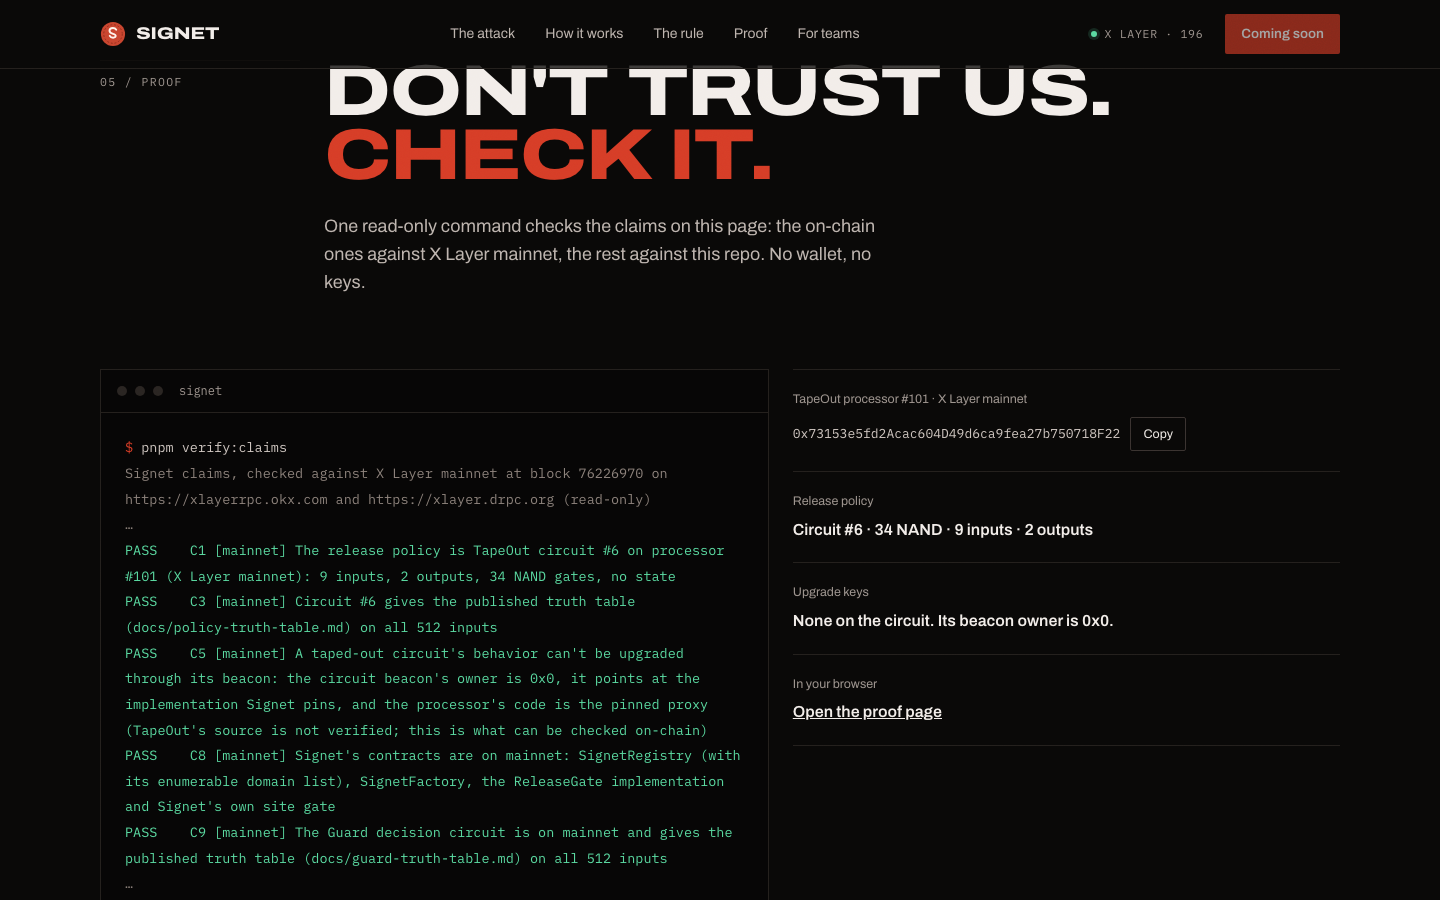 S SIGNET
The attack
How it works
The rule
Proof
For teams
X LAYER · 196
Coming soon
05 / PROOF
DON'T TRUST US.
CHECK IT.
One read-only command checks the claims on this page: the on-chain
ones against X Layer mainnet, the rest against this repo. No wallet, no
keys.
signet
$ pnpm verify:claims
Signet claims, checked against X Layer mainnet at block 76226970 on
https://xlayerrpc.okx.com and https://xlayer.drpc.org (read-only)
…
PASS    C1 [mainnet] The release policy is TapeOut circuit #6 on processor
#101 (X Layer mainnet): 9 inputs, 2 outputs, 34 NAND gates, no state
PASS    C3 [mainnet] Circuit #6 gives the published truth table
(docs/policy-truth-table.md) on all 512 inputs
PASS    C5 [mainnet] A taped-out circuit's behavior can't be upgraded
through its beacon: the circuit beacon's owner is 0x0, it points at the
implementation Signet pins, and the processor's code is the pinned proxy
(TapeOut's source is not verified; this is what can be checked on-chain)
PASS    C8 [mainnet] Signet's contracts are on mainnet: SignetRegistry (with
its enumerable domain list), SignetFactory, the ReleaseGate implementation
and Signet's own site gate
PASS    C9 [mainnet] The Guard decision circuit is on mainnet and gives the
published truth table (docs/guard-truth-table.md) on all 512 inputs
…
TapeOut processor #101 · X Layer mainnet
0x73153e5fd2Acac604D49d6ca9fea27b750718F22
Copy
Release policy
Circuit #6 · 34 NAND · 9 inputs · 2 outputs
Upgrade keys
None on the circuit. Its beacon owner is 0x0.
In your browser
Open the proof page